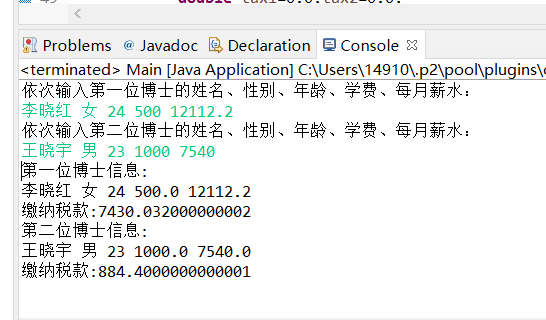 Problems @ Javadoc Declaration Console
<terminated> Main [Java Application] C:\Users\14910\.p2\pool\plugins\
依次输入第一位博士的姓名、性别、年龄、学费、每月薪水:
李晓红 女 24 500 12112.2
依次输入第二位博士的姓名、性别、年龄、学费、每月薪水:
王晓宇 男 23 1000 7540
第一位博士信息:
李晓红 女 24 500.0 12112.2
缴纳税款:7430.032000000002
第二位博士信息:
王晓宇 男 23 1000.0 7540.0
缴纳税款:884.4000000000001